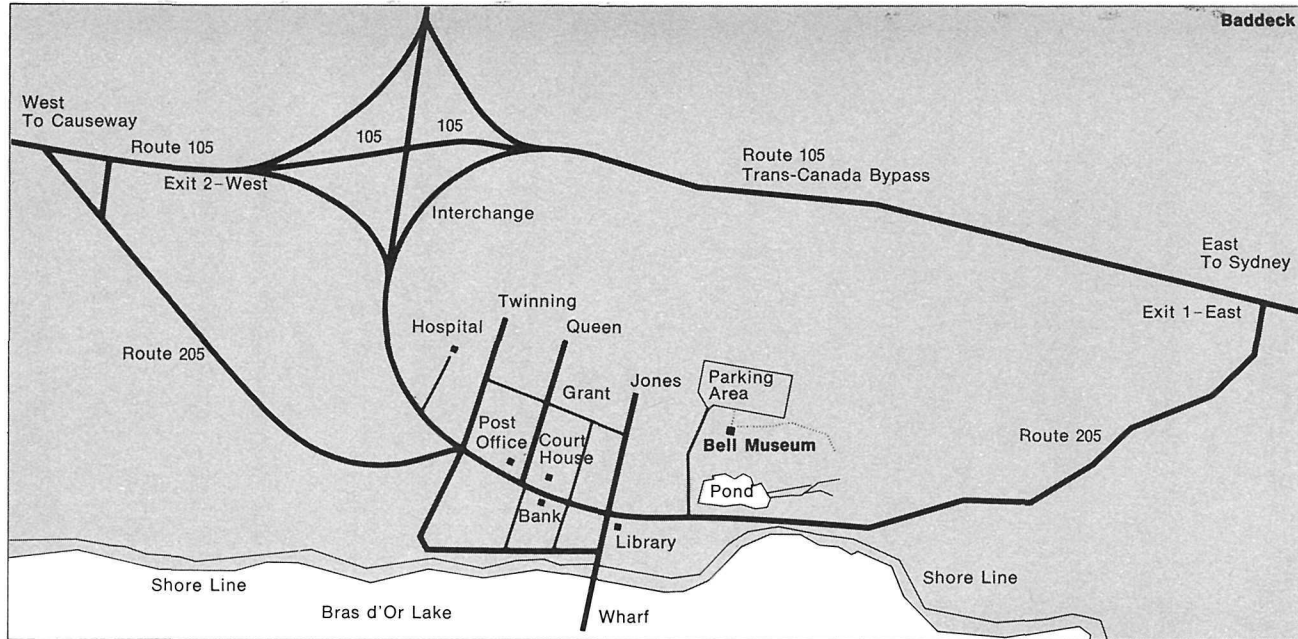 Baddeck
West
To Causeway
Route 105
105
105
Exit 2–West
Route 105
Trans-Canada Bypass
Interchange
East
To Sydney
Exit 1–East
Twinning
Hospital
Queen
Route 205
Grant
Jones
Parking
Area
Post
Office
Court
House
Bell Museum
Route 205
Pond
Bank
Library
Shore Line
Shore Line
Bras d'Or Lake
Wharf